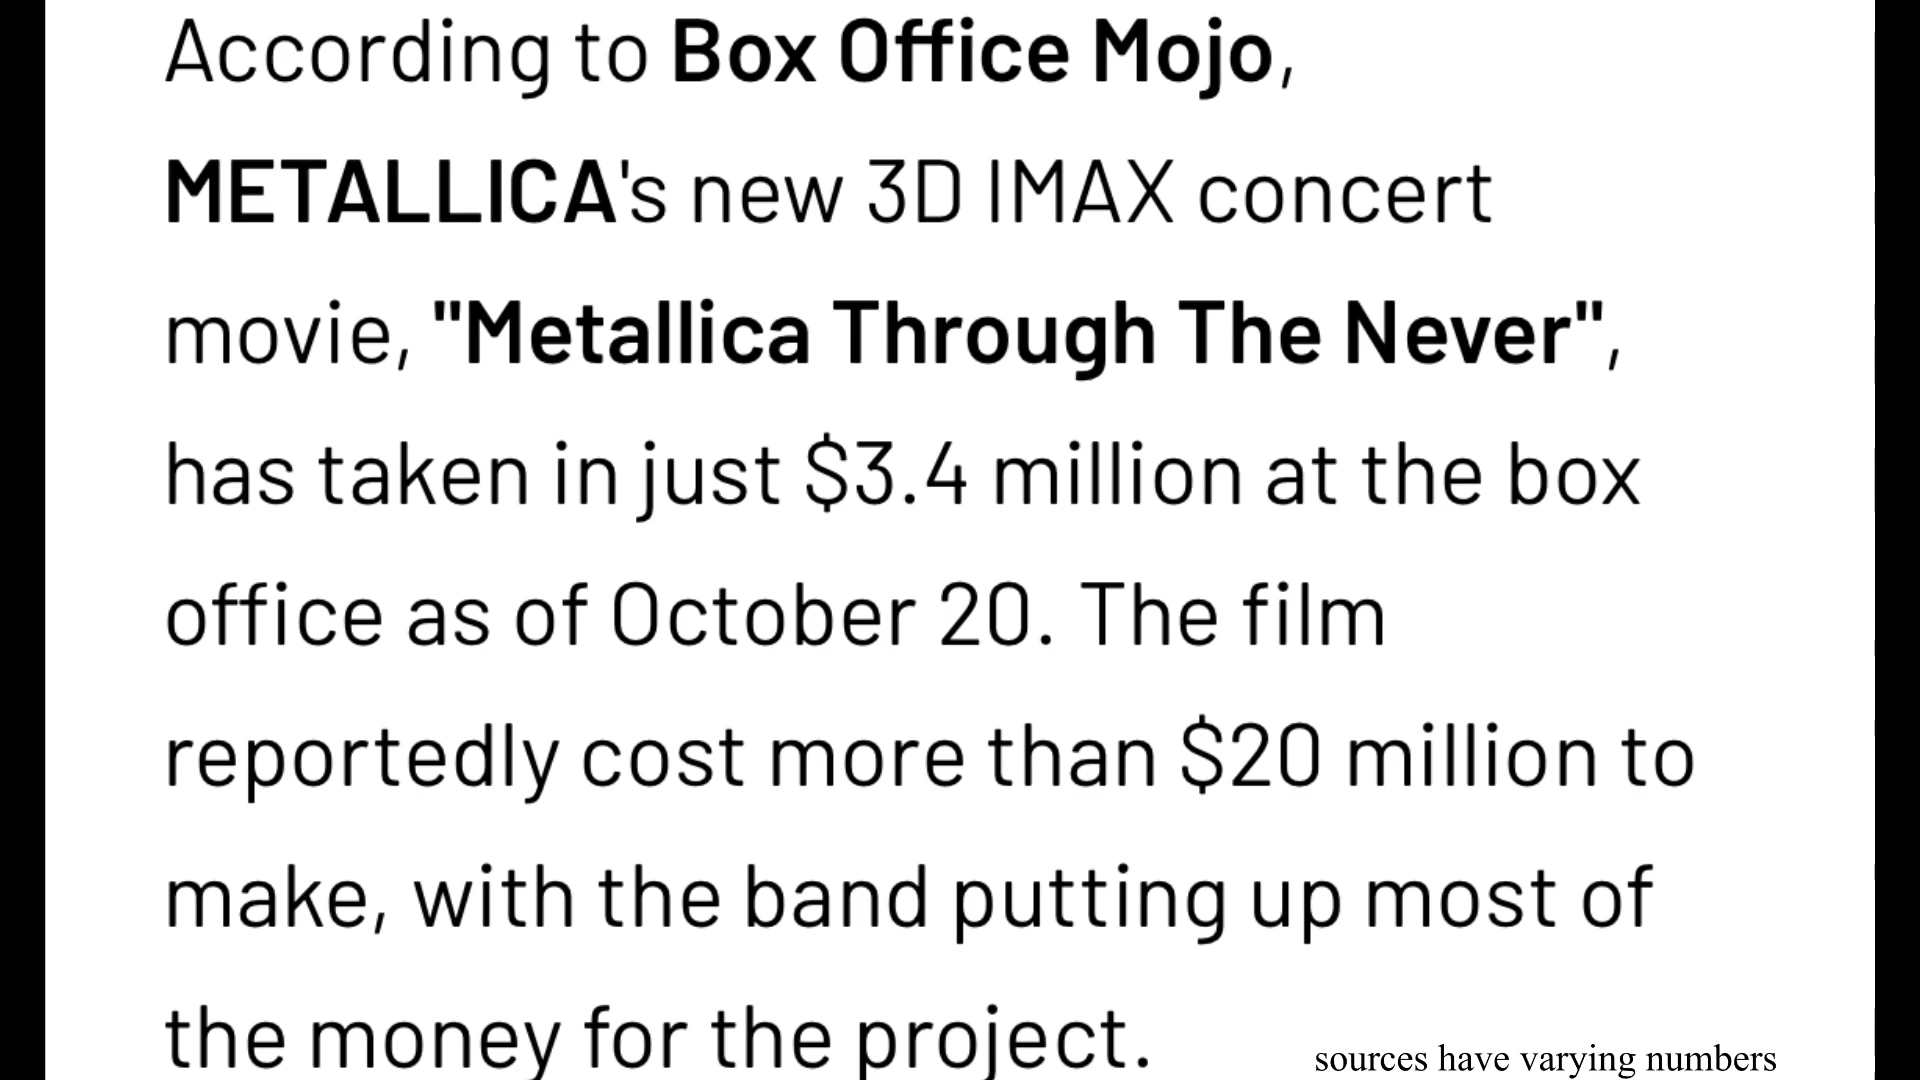 According to Box Office Mojo,
METALLICA's new 3D IMAX concert
movie, "Metallica Through The Never",
has taken in just $3.4 million at the box
office as of October 20. The film
reportedly cost more than $20 million to
make, with the band putting up most of
the money for the project.
sources have varying numbers